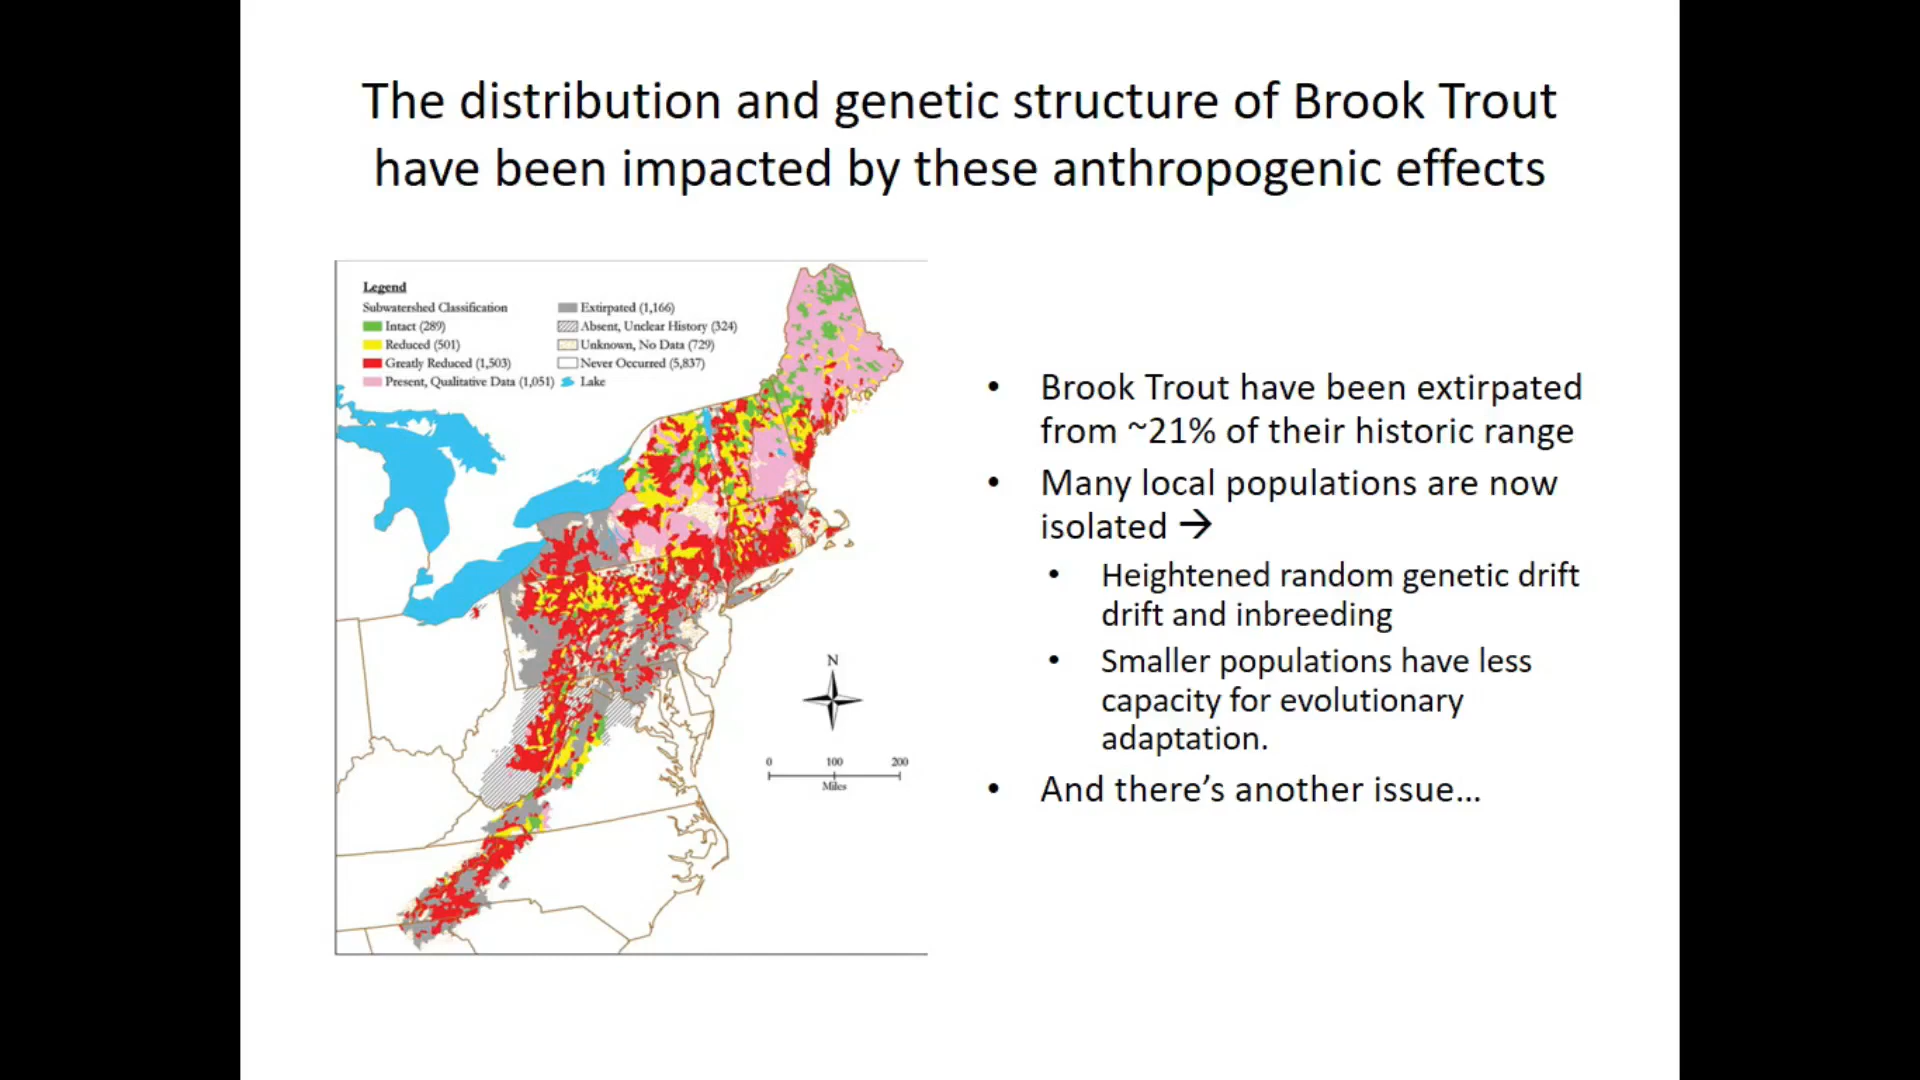 The distribution and genetic structure of Brook Trout
have been impacted by these anthropogenic effects
Legend
Subwatershed Classification
Intact (289)
Reduced (501)
Greatly Reduced (1,503)
Present, Qualitative Data (1,051)
Extirpated (1,166)
Absent, Unclear History (324)
Unknown, No Data (729)
Never Occurred (5,837)
Lake
N
0 100 200
Miles
• Brook Trout have been extirpated
from ~21% of their historic range
• Many local populations are now
isolated →
• Heightened random genetic drift
drift and inbreeding
• Smaller populations have less
capacity for evolutionary
adaptation.
• And there’s another issue…